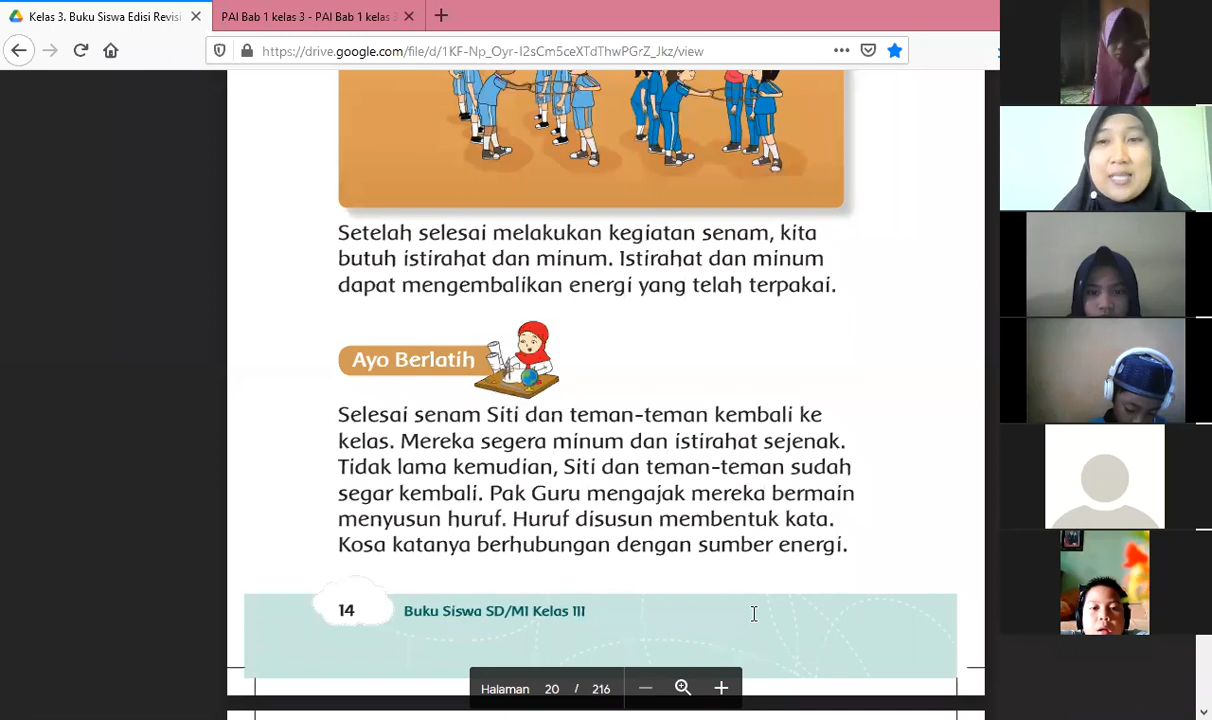 Kelas 3. Buku Siswa Edisi Revisi
PAI Bab 1 kelas 3 - PAI Bab 1 kelas 3
https://drive.google.com/file/d/1KF-Np_Oyr-I2sCm5ceXTdThwPGrZ_Jkz/view
Setelah selesai melakukan kegiatan senam, kita
butuh istirahat dan minum. Istirahat dan minum
dapat mengembalikan energi yang telah terpakai.
Ayo Berlatih
Selesai senam Siti dan teman-teman kembali ke
kelas. Mereka segera minum dan istirahat sejenak.
Tidak lama kemudian, Siti dan teman-teman sudah
segar kembali. Pak Guru mengajak mereka bermain
menyusun huruf. Huruf disusun membentuk kata.
Kosa katanya berhubungan dengan sumber energi.
14 Buku Siswa SD/MI Kelas III
Halaman 20 / 216